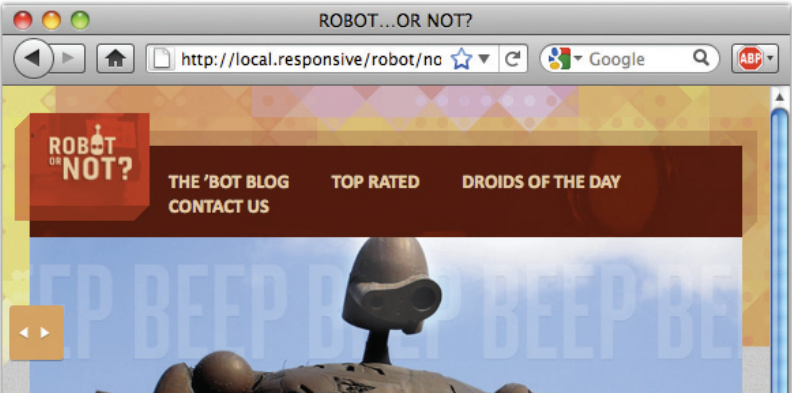 ROBOT...OR NOT?
http://local.responsive/robot/no
Google
ABP
ROBOT
OR NOT?
THE 'BOT BLOG TOP RATED DROIDS OF THE DAY
CONTACT US
EEP BEEP BEEP BEEP BE